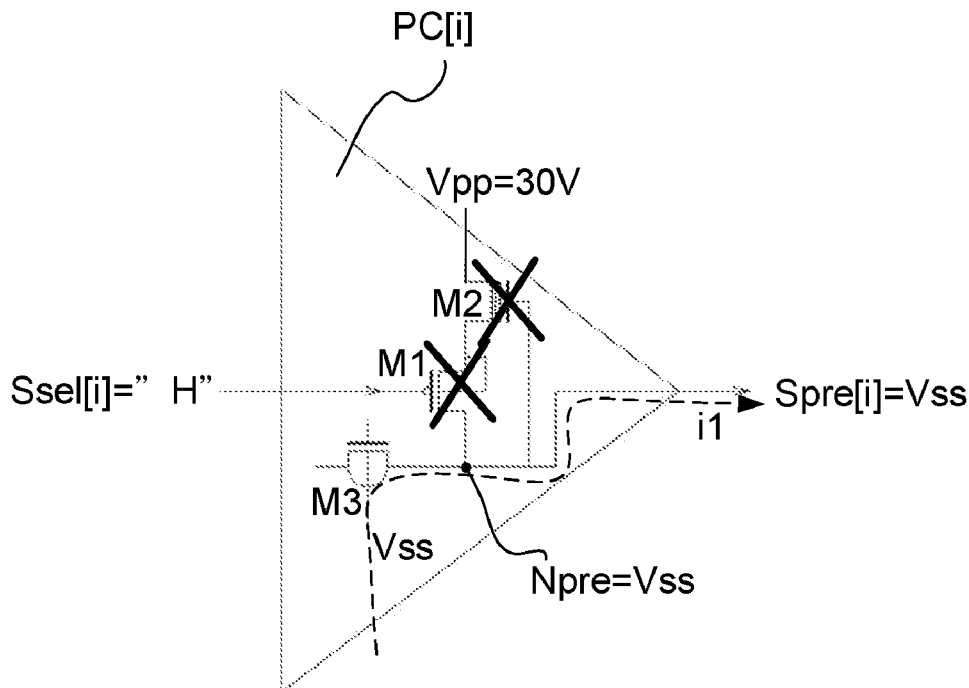 PC[i]
Vpp=30V
M2
M1
Ssel[i]=” H”
Spre[i]=Vss
i1
M3
Vss
Npre=Vss